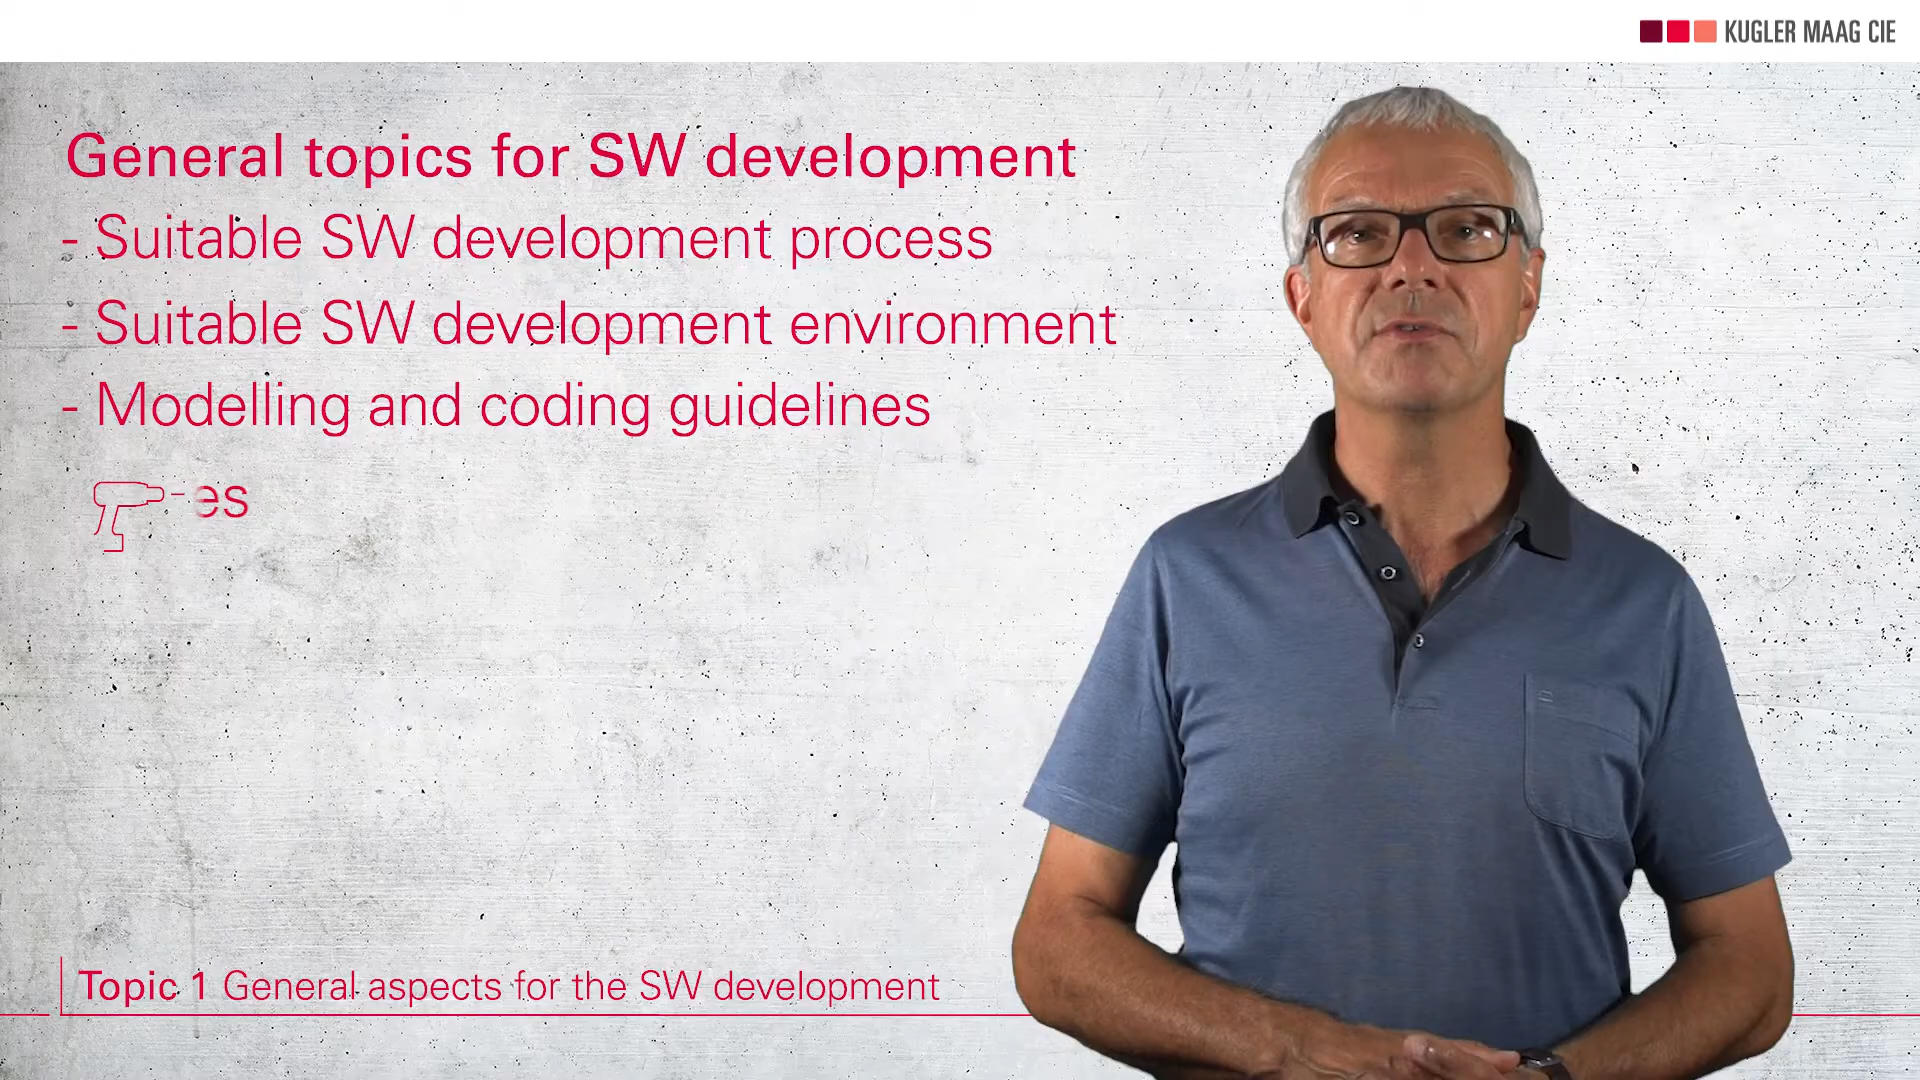 KUGLER MAAG CIE
General topics for SW development
- Suitable SW development process
- Suitable SW development environment
- Modelling and coding guidelines
es
Topic 1 General aspects for the SW development